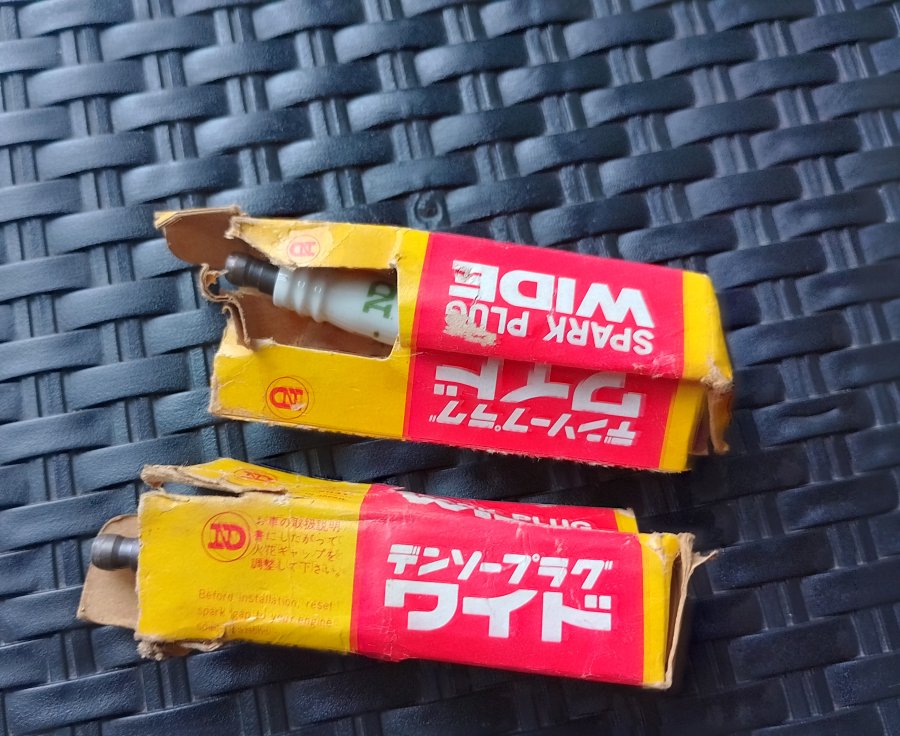 ND
ND
SPARK PLUG
WIDE
デンソープラグ
ワイド
ND
ND
ND
お車の取扱説明
書にしたがって
火花ギャップを
調整して下さい。
Before installation, reset
spark gap to your engine
デンソープラグ
ワイド